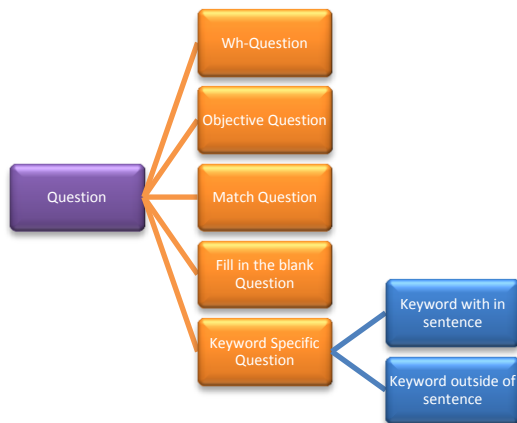 Wh-Question
Objective Question
Question
Match Question
Fill in the blank
Question
Keyword Specific
Question
Keyword with in
sentence
Keyword outside of
sentence